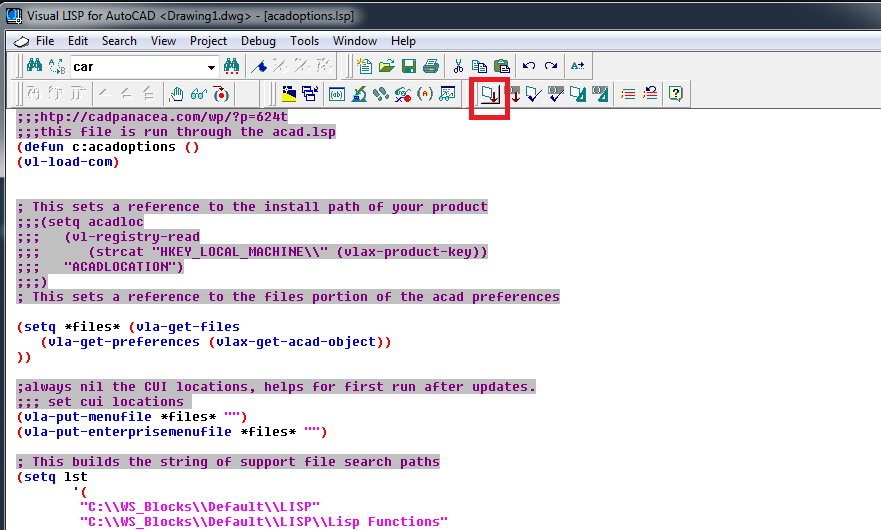 Visual LISP for AutoCAD <Drawing1.dwg> - [acadoptions.lsp]
File Edit Search View Project Debug Tools Window Help
car
;;;htp://cadpanacea.com/wp/?p=624t
;;;this file is run through the acad.lsp
(defun c:acadoptions ()
(vl-load-com)
; This sets a reference to the install path of your product
;;;(setq acadloc
;;;   (vl-registry-read
;;;      (strcat "HKEY_LOCAL_MACHINE\\" (vlax-product-key))
;;;   "ACADLOCATION")
;;;)
; This sets a reference to the files portion of the acad preferences
(setq *files* (vla-get-files
   (vla-get-preferences (vlax-get-acad-object))
))
;always nil the CUI locations, helps for first run after updates.
;;; set cui locations
(vla-put-menufile *files* "")
(vla-put-enterprisemenufile *files* "")
; This builds the string of support file search paths
(setq lst
       '(
        "C:\\WS_Blocks\\Default\\LISP"
        "C:\\WS_Blocks\\Default\\LISP\\Lisp Functions"